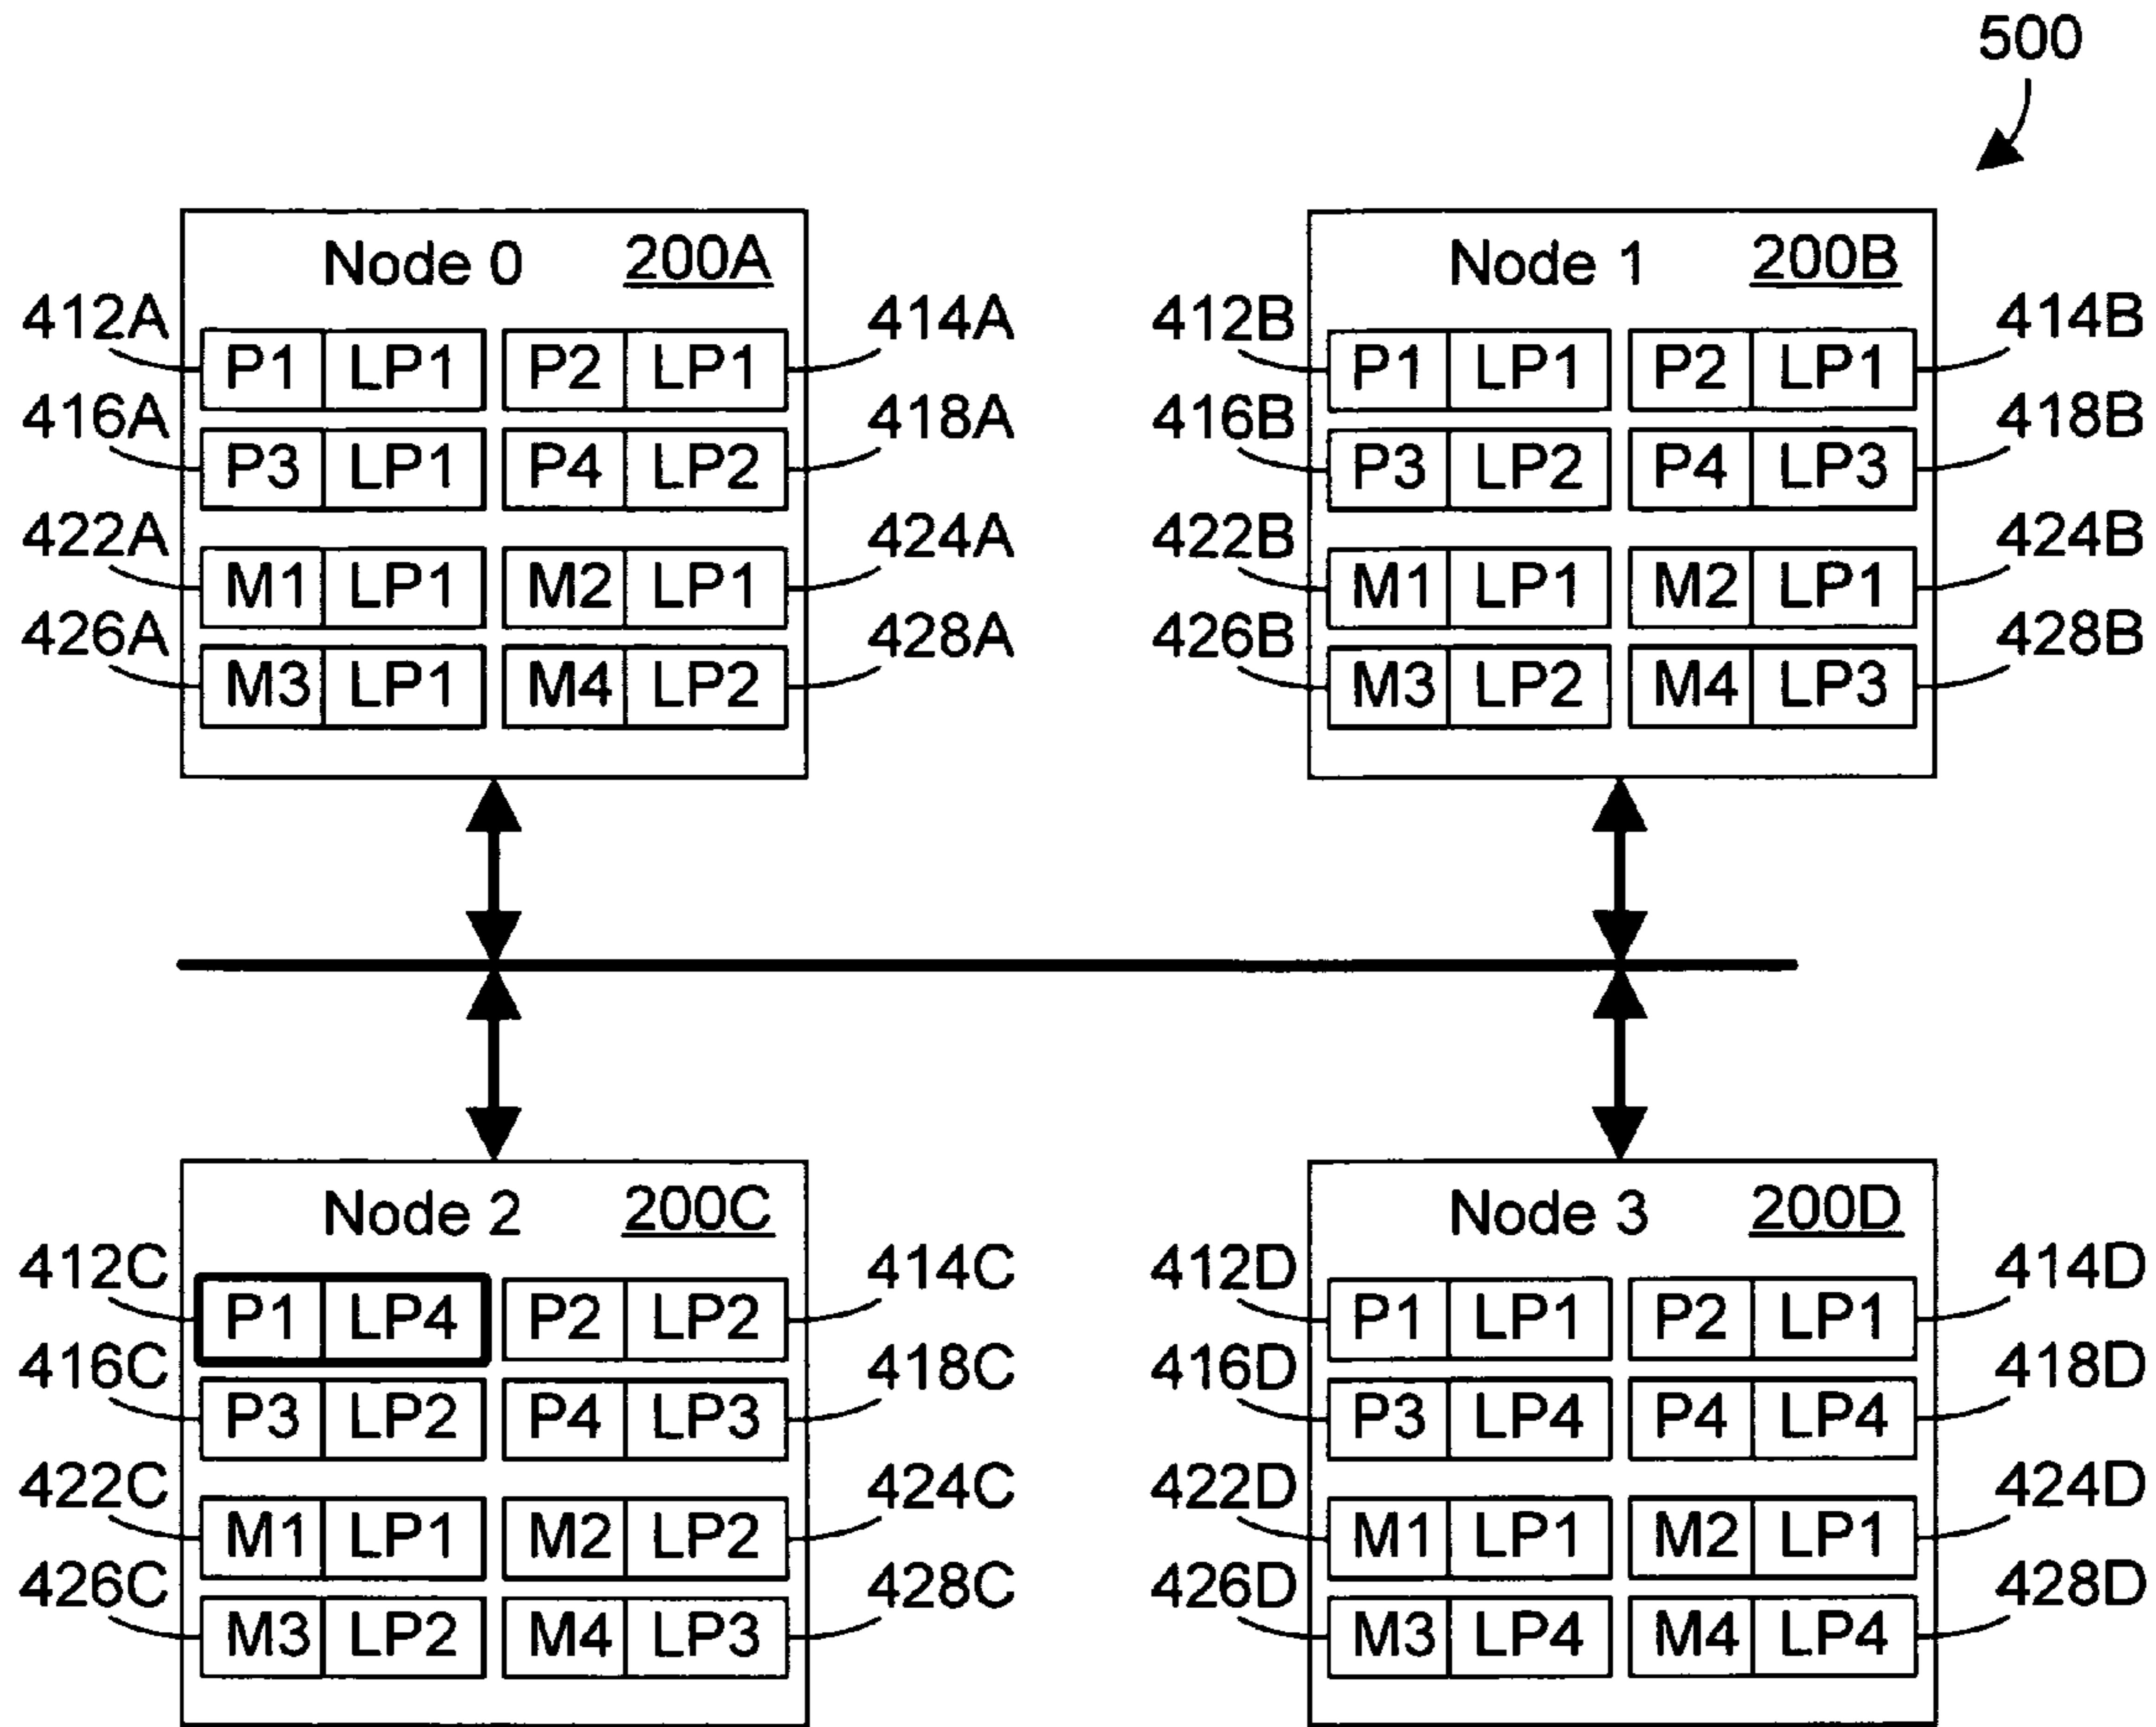 500
Node 0 200A
412A P1 LP1 P2 LP1 414A
416A P3 LP1 P4 LP2 418A
422A M1 LP1 M2 LP1 424A
426A M3 LP1 M4 LP2 428A
Node 1 200B
412B P1 LP1 P2 LP1 414B
416B P3 LP2 P4 LP3 418B
422B M1 LP1 M2 LP1 424B
426B M3 LP2 M4 LP3 428B
Node 2 200C
412C P1 LP4 P2 LP2 414C
416C P3 LP2 P4 LP3 418C
422C M1 LP1 M2 LP2 424C
426C M3 LP2 M4 LP3 428C
Node 3 200D
412D P1 LP1 P2 LP1 414D
416D P3 LP4 P4 LP4 418D
422D M1 LP1 M2 LP1 424D
426D M3 LP4 M4 LP4 428D